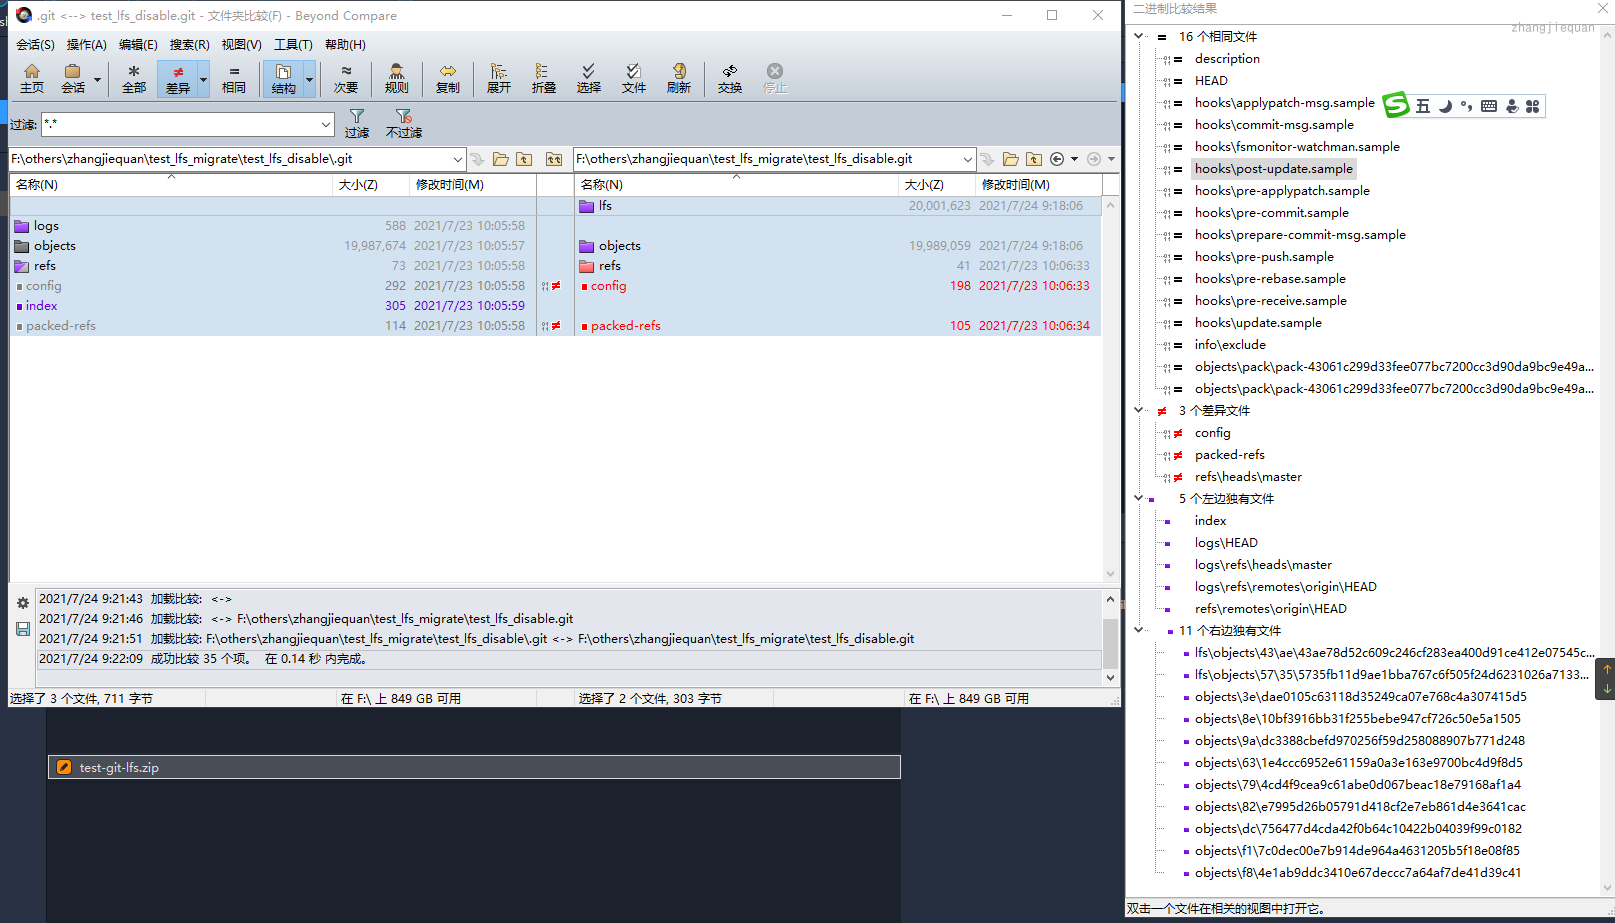 .git <--> test_lfs_disable.git - 文件夹比较(F) - Beyond Compare
会话(S) 操作(A) 编辑(E) 搜索(R) 视图(V) 工具(T) 帮助(H)
主页 会话 全部 差异 相同 结构 次要 规则 复制 展开 折叠 选择 文件 刷新 交换 停止
过滤: *.* 过滤 不过滤
F:\others\zhangjiequan\test_lfs_migrate\test_lfs_disable\.git F:\others\zhangjiequan\test_lfs_migrate\test_lfs_disable.git
名称(N) 大小(Z) 修改时间(M) 名称(N) 大小(Z) 修改时间(M)
lfs 20,001,623 2021/7/24 9:18:06
logs 588 2021/7/23 10:05:58
objects 19,987,674 2021/7/23 10:05:57 objects 19,989,059 2021/7/24 9:18:06
refs 73 2021/7/23 10:05:58 refs 41 2021/7/23 10:06:33
config 292 2021/7/23 10:05:58 config 198 2021/7/23 10:06:33
index 305 2021/7/23 10:05:59
packed-refs 114 2021/7/23 10:05:58 packed-refs 105 2021/7/23 10:06:34
2021/7/24 9:21:43 加载比较: <->
2021/7/24 9:21:46 加载比较: <-> F:\others\zhangjiequan\test_lfs_migrate\test_lfs_disable.git
2021/7/24 9:21:51 加载比较: F:\others\zhangjiequan\test_lfs_migrate\test_lfs_disable\.git <-> F:\others\zhangjiequan\test_lfs_migrate\test_lfs_disable.git
2021/7/24 9:22:09 成功比较 35 个项。 在 0.14 秒 内完成。
选择了 3 个文件, 711 字节 在 F:\ 上 849 GB 可用 选择了 2 个文件, 303 字节 在 F:\ 上 849 GB 可用
test-git-lfs.zip
二进制比较结果
zhangjiequan
16 个相同文件
description
HEAD
hooks\applypatch-msg.sample
五
hooks\commit-msg.sample
hooks\fsmonitor-watchman.sample
hooks\post-update.sample
hooks\pre-applypatch.sample
hooks\pre-commit.sample
hooks\prepare-commit-msg.sample
hooks\pre-push.sample
hooks\pre-rebase.sample
hooks\pre-receive.sample
hooks\update.sample
info\exclude
objects\pack\pack-43061c299d33fee077bc7200cc3d90da9bc9e49a...
objects\pack\pack-43061c299d33fee077bc7200cc3d90da9bc9e49a...
3 个差异文件
config
packed-refs
refs\heads\master
5 个左边独有文件
index
logs\HEAD
logs\refs\heads\master
logs\refs\remotes\origin\HEAD
refs\remotes\origin\HEAD
11 个右边独有文件
lfs\objects\43\ae\43ae78d52c609c246cf283ea400d91ce412e07545c...
lfs\objects\57\35\5735fb11d9ae1bba767c6f505f24d6231026a7133...
objects\3e\dae0105c63118d35249ca07e768c4a307415d5
objects\8e\10bf3916bb31f255bebe947cf726c50e5a1505
objects\9a\dc3388cbefd970256f59d258088907b771d248
objects\63\1e4ccc6952e61159a0a3e163e9700bc4d9f8d5
objects\79\4cd4f9cea9c61abe0d067beac18e79168af1a4
objects\82\e7995d26b05791d418cf2e7eb861d4e3641cac
objects\dc\756477d4cda42f0b64c10422b04039f99c0182
objects\f1\7c0dec00e7b914de964a4631205b5f18e08f85
objects\f8\4e1ab9ddc3410e67deccc7a64af7de41d39c41
双击一个文件在相关的视图中打开它。